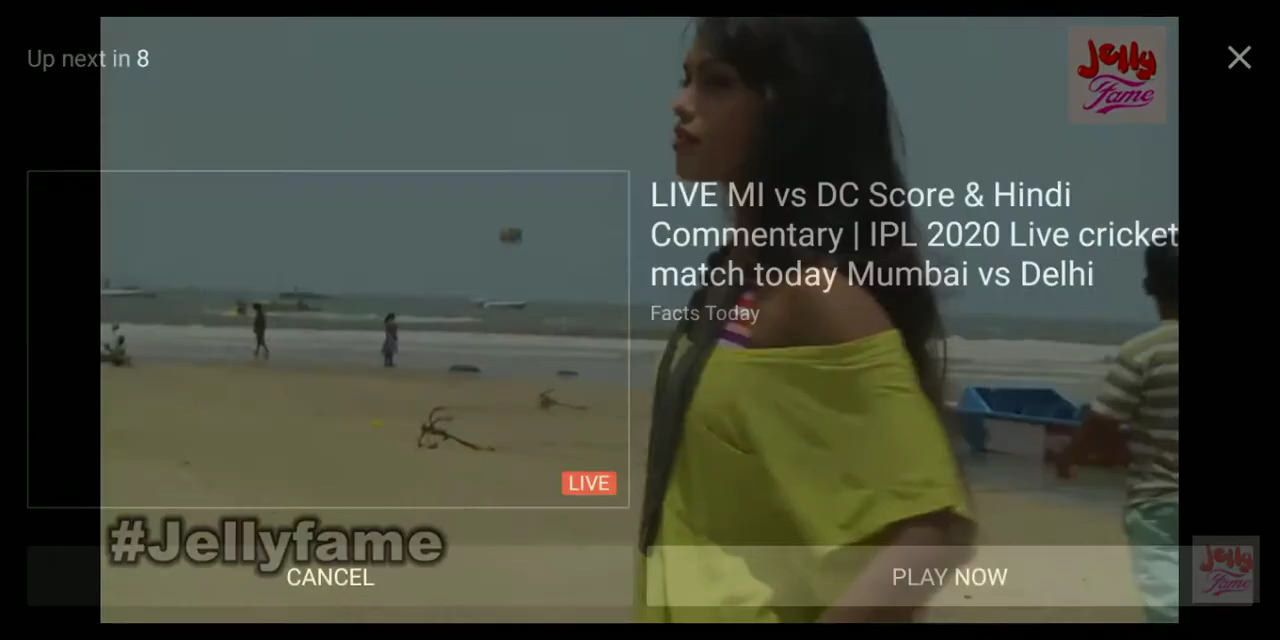 Up next in 8
Jelly
Fame
LIVE MI vs DC Score & Hindi
Commentary | IPL 2020 Live cricket
match today Mumbai vs Delhi
Facts Today
LIVE
#Jellyfame
CANCEL
PLAY NOW
Jelly
Fame